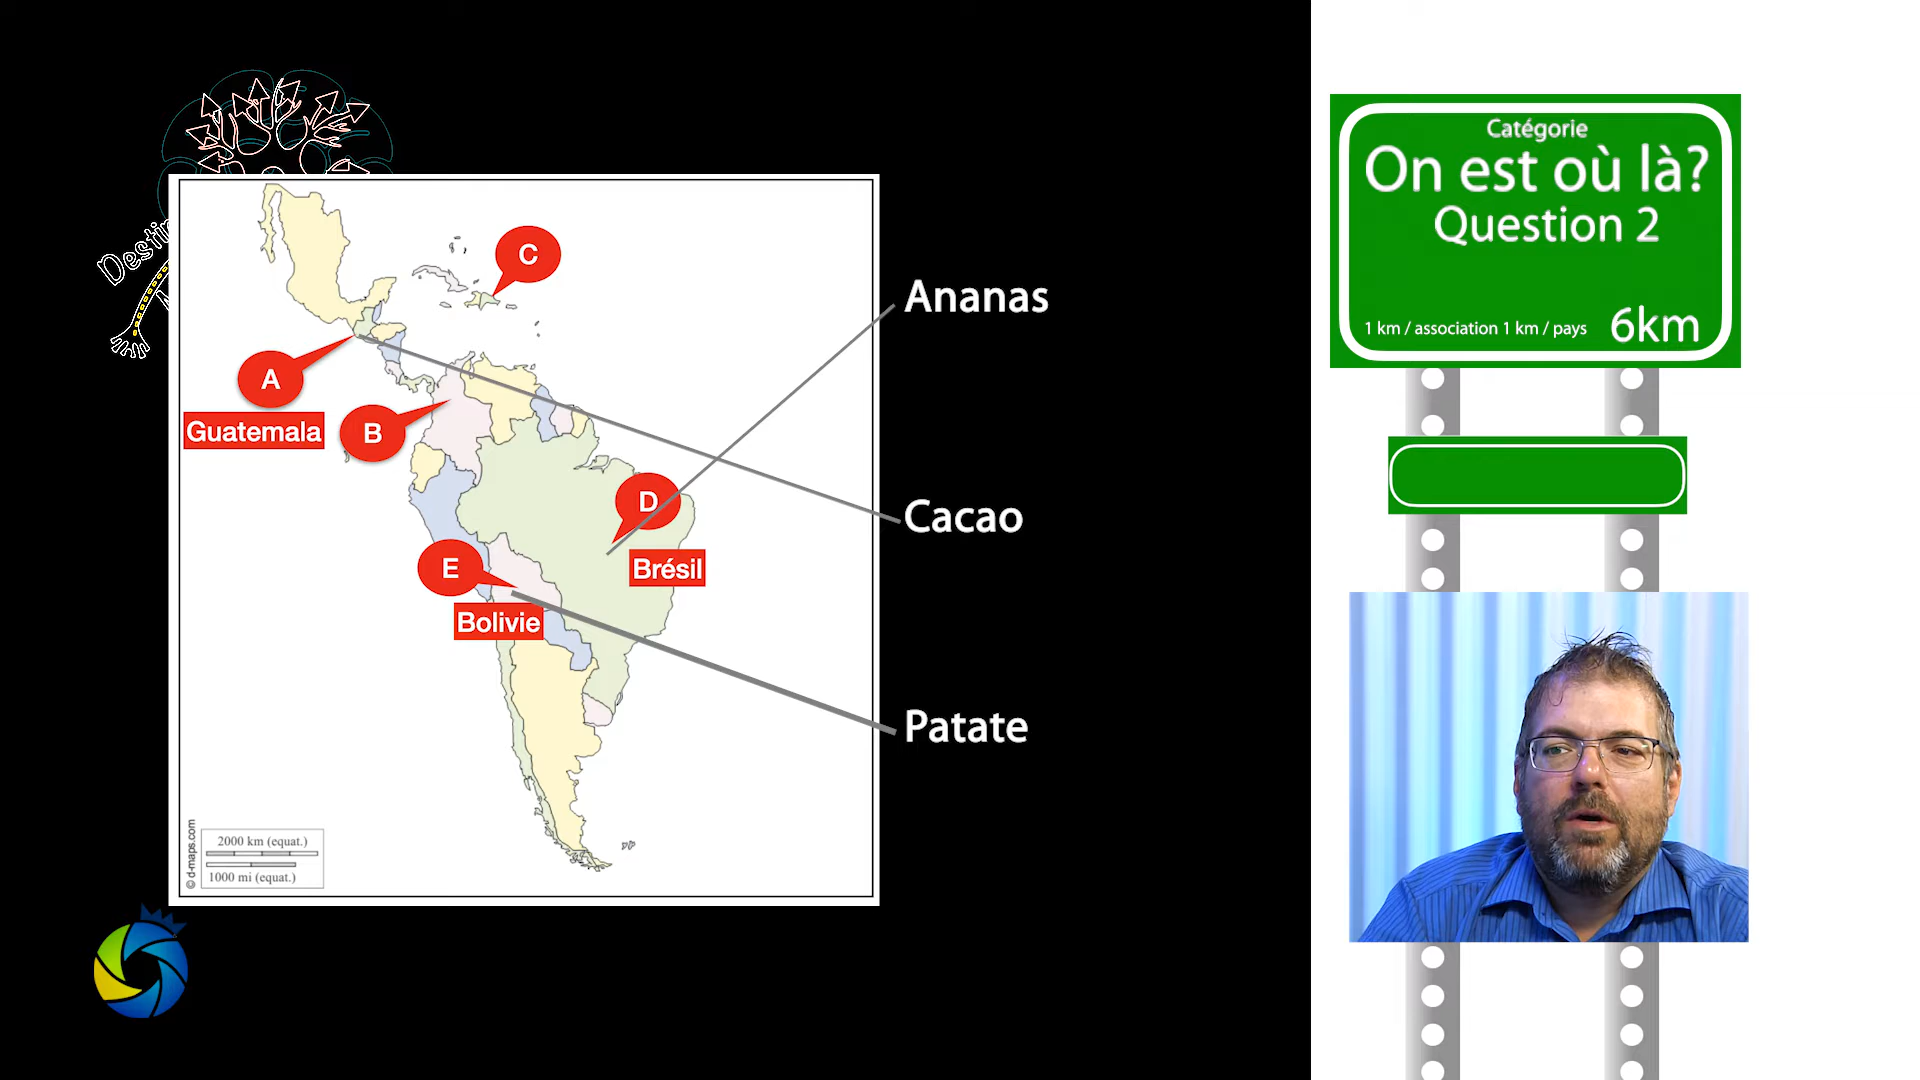 Destin
C
A
Guatemala
B
D
Brésil
E
Bolivie
© d-maps.com
2000 km (equat.)
1000 mi (equat.)
Ananas
Cacao
Patate
Catégorie
On est où là?
Question 2
1 km / association 1 km / pays 6km